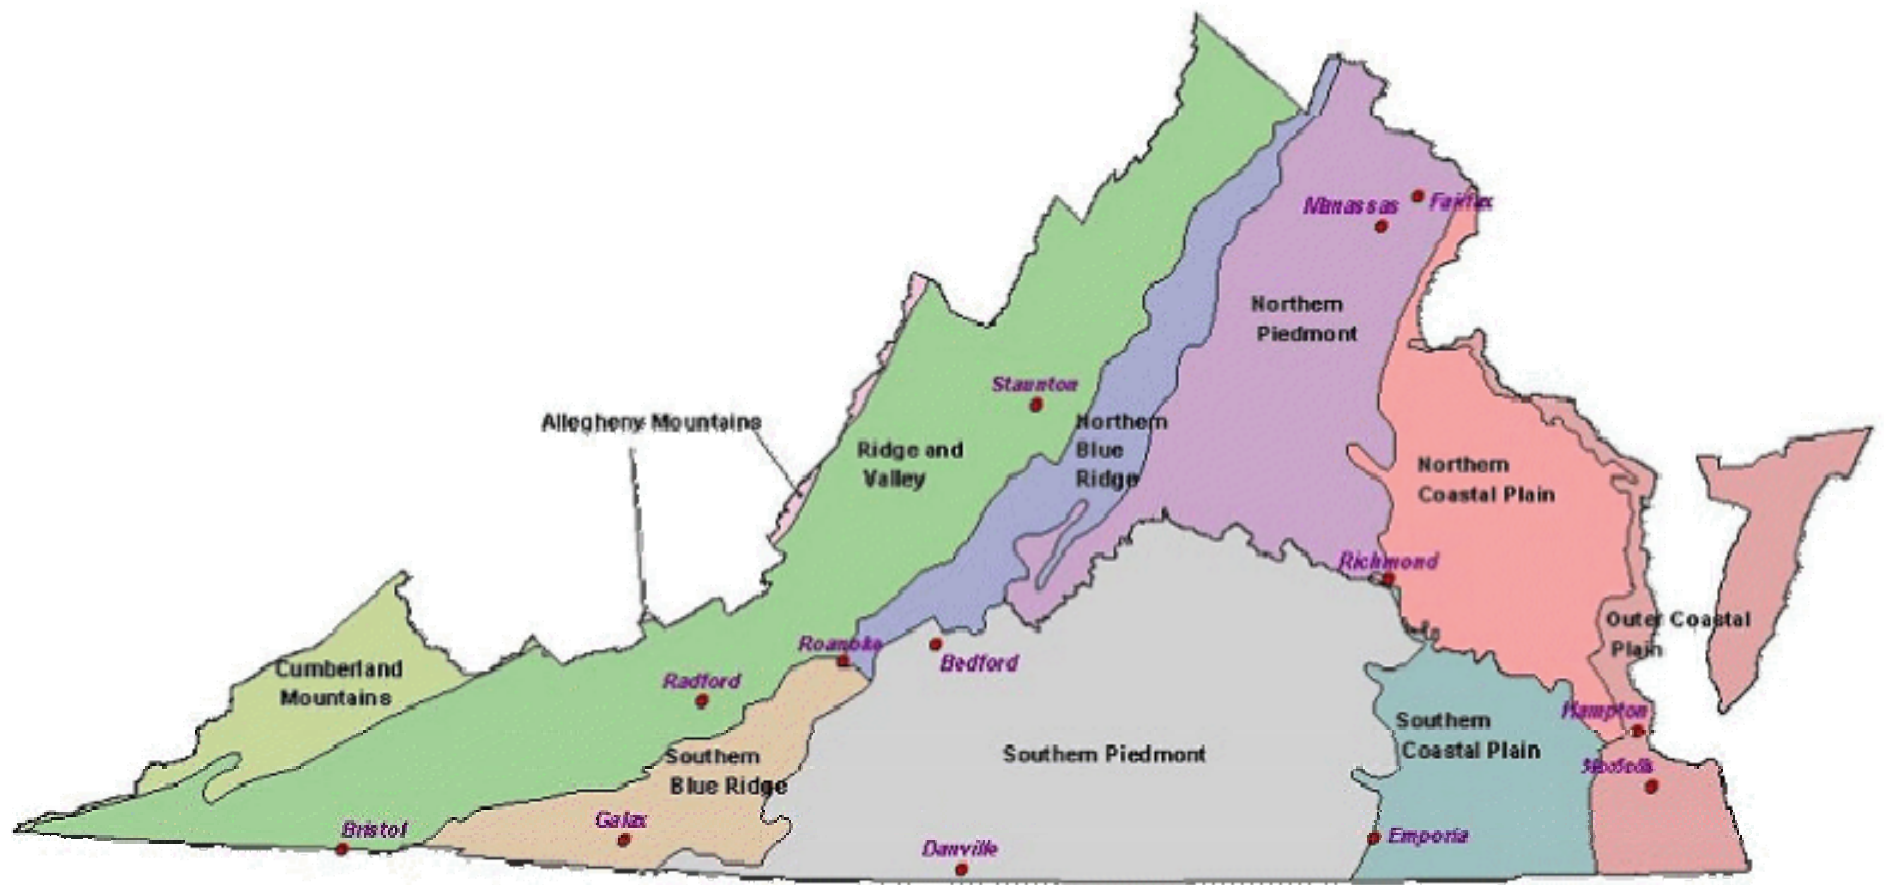 Manassas
Fairfax
Northern
Piedmont
Staunton
Allegheny Mountains
Northern
Blue
Ridge
Ridge and
Valley
Northern
Coastal Plain
Richmond
Outer Coastal
Plain
Roanoke
Bedford
Cumberland
Mountains
Radford
Hampton
Southern
Coastal Plain
Southern
Blue Ridge
Southern Piedmont
Norfolk
Galax
Bristol
Emporia
Danville